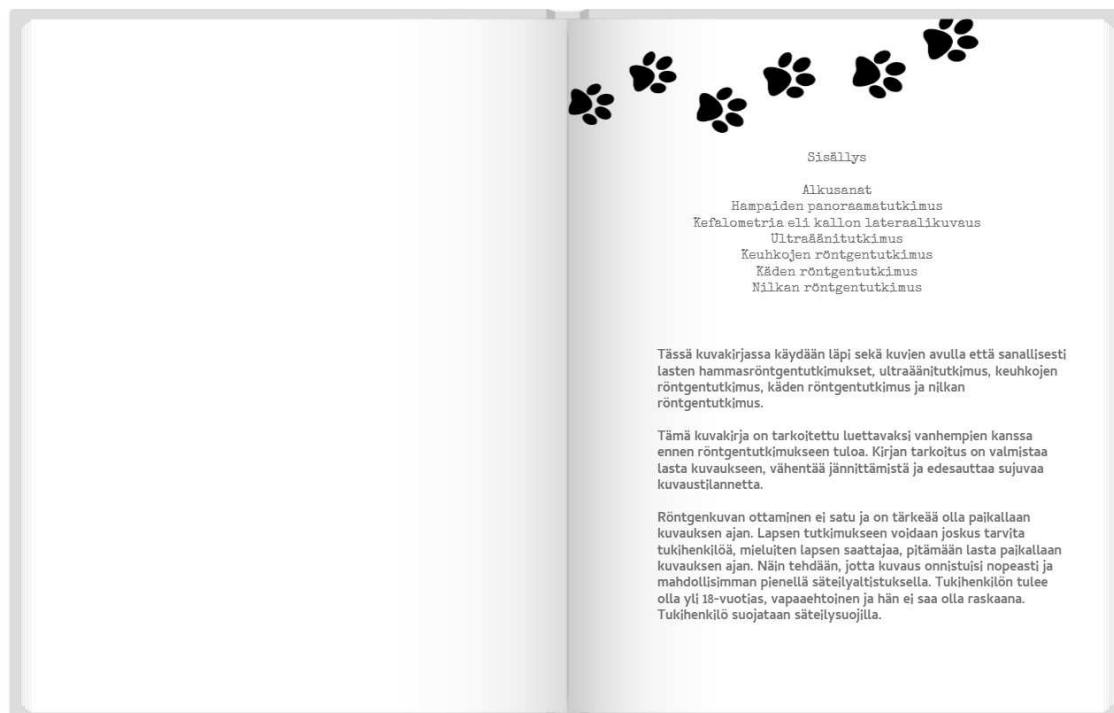 Sisällys
Alkusanat
Hampaiden panoraamatutkimus
Kefalometria eli kallon lateraalikuvaus
Ultraäänitutkimus
Keuhkojen röntgentutkimus
Käden röntgentutkimus
Nilkan röntgentutkimus
Tässä kuvakirjassa käydään läpi sekä kuvien avulla että sanallisesti
lasten hammasröntgentutkimukset, ultraäänitutkimus, keuhkojen
röntgentutkimus, käden röntgentutkimus ja nilkan
röntgentutkimus.
Tämä kuvakirja on tarkoitettu luettavaksi vanhempien kanssa
ennen röntgentutkimukseen tuloa. Kirjan tarkoitus on valmistaa
lasta kuvaukseen, vähentää jännittämistä ja edesauttaa sujuvaa
kuvaustilannetta.
Röntgenkuvan ottaminen ei satu ja on tärkeää olla paikallaan
kuvauksen ajan. Lapsen tutkimukseen voidaan joskus tarvita
tukihenkilöä, mieluiten lapsen saattajaa, pitämään lasta paikallaan
kuvauksen ajan. Näin tehdään, jotta kuvaus onnistuisi nopeasti ja
mahdollisimman pienellä säteilyaltistuksella. Tukihenkilön tulee
olla yli 18-vuotias, vapaaehtoinen ja hän ei saa olla raskaana.
Tukihenkilö suojataan säteilysuojilla.